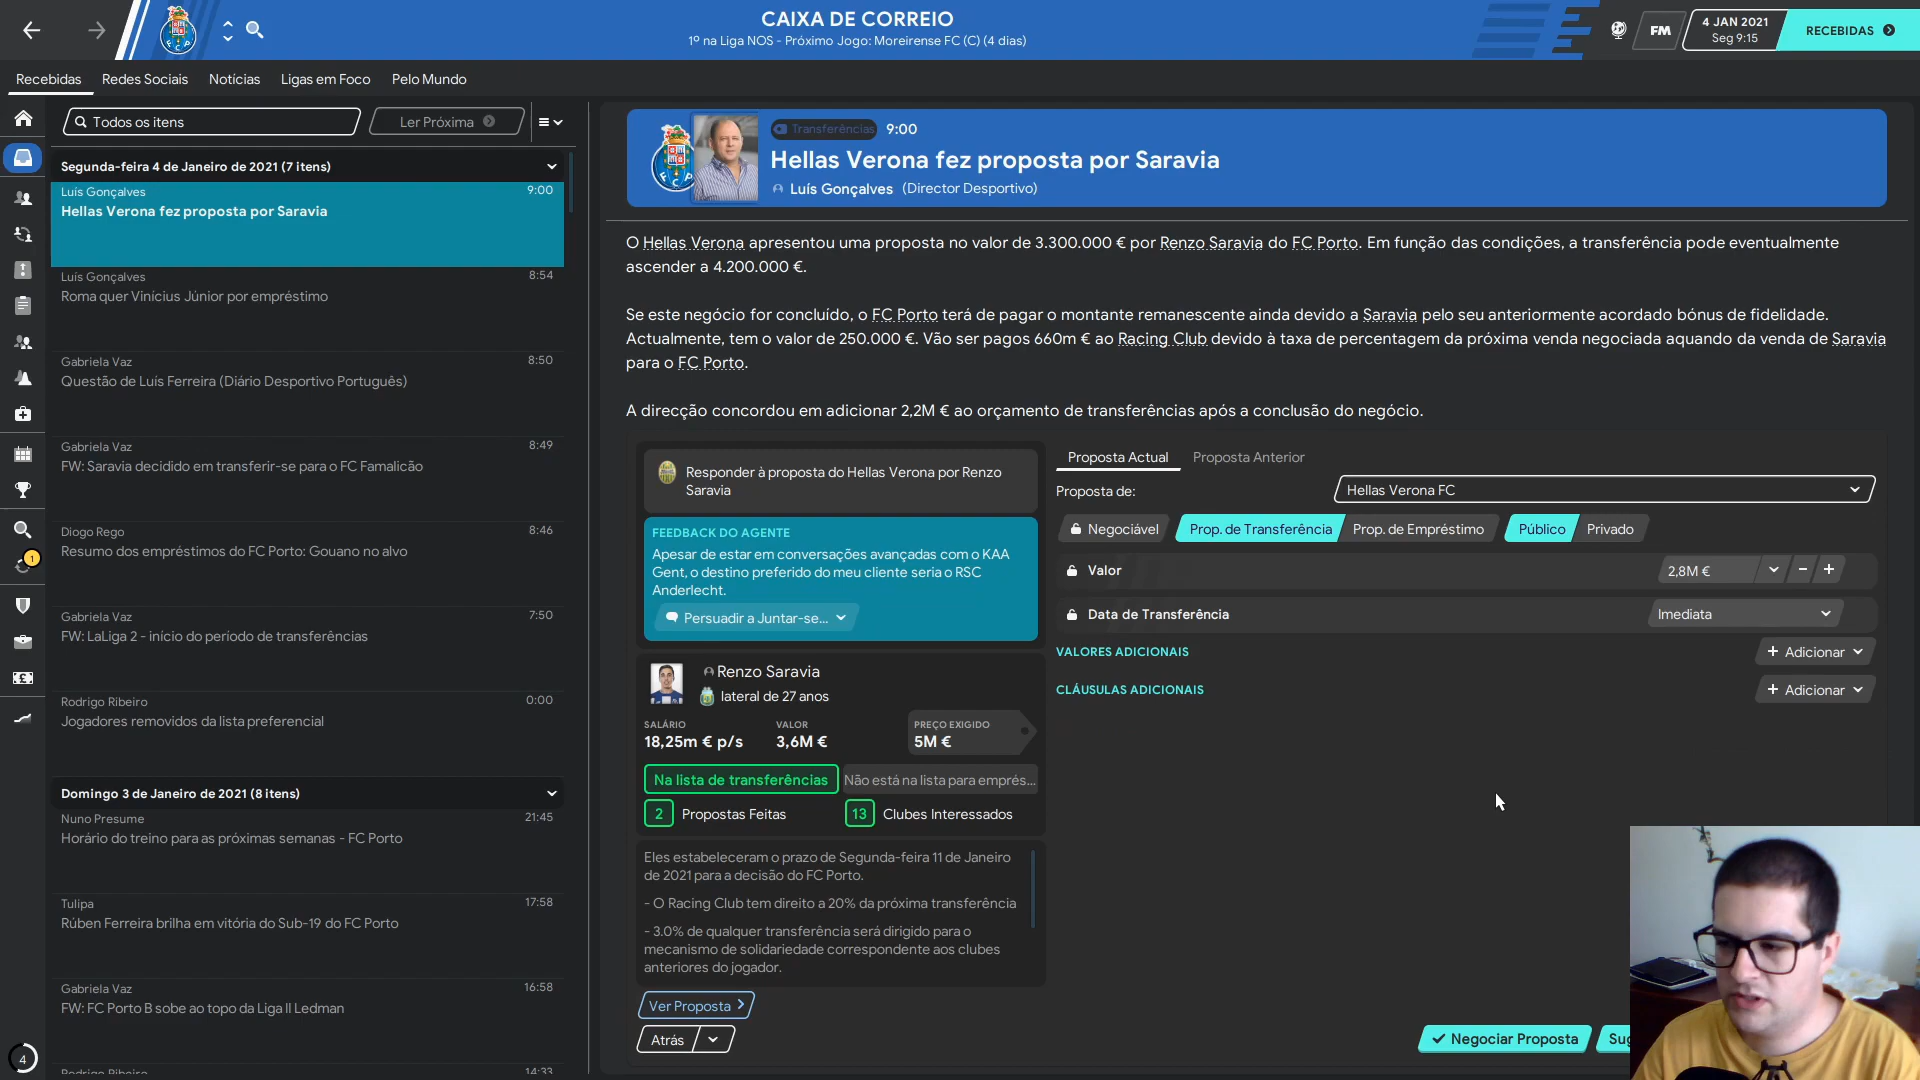 CAIXA DE CORREIO
1º na Liga NOS - Próximo Jogo: Moreirense FC (C) (4 dias)
FM
4 JAN 2021
Seg 9:15
RECEBIDAS
Recebidas
Redes Sociais
Notícias
Ligas em Foco
Pelo Mundo
Todos os itens
Ler Próxima
Segunda-feira 4 de Janeiro de 2021 (7 itens)
Luís Gonçalves
9:00
Hellas Verona fez proposta por Saravia
Luís Gonçalves
8:54
Roma quer Vinícius Júnior por empréstimo
Gabriela Vaz
8:50
Questão de Luís Ferreira (Diário Desportivo Português)
Gabriela Vaz
8:49
FW: Saravia decidido em transferir-se para o FC Famalicão
Diogo Rego
8:46
Resumo dos empréstimos do FC Porto: Gouano no alvo
1
Gabriela Vaz
7:50
FW: LaLiga 2 - início do período de transferências
Rodrigo Ribeiro
0:00
Jogadores removidos da lista preferencial
Domingo 3 de Janeiro de 2021 (8 itens)
Nuno Presume
21:45
Horário do treino para as próximas semanas - FC Porto
Tulipa
17:58
Rúben Ferreira brilha em vitória do Sub-19 do FC Porto
Gabriela Vaz
16:58
FW: FC Porto B sobe ao topo da Liga II Ledman
Rodrigo Ribeiro
14:33
4
Transferências
9:00
Hellas Verona fez proposta por Saravia
Luís Gonçalves (Director Desportivo)
O Hellas Verona apresentou uma proposta no valor de 3.300.000 € por Renzo Saravia do FC Porto. Em função das condições, a transferência pode eventualmente
ascender a 4.200.000 €.
Se este negócio for concluído, o FC Porto terá de pagar o montante remanescente ainda devido a Saravia pelo seu anteriormente acordado bónus de fidelidade.
Actualmente, tem o valor de 250.000 €. Vão ser pagos 660m € ao Racing Club devido à taxa de percentagem da próxima venda negociada aquando da venda de Saravia
para o FC Porto.
A direcção concordou em adicionar 2,2M € ao orçamento de transferências após a conclusão do negócio.
Responder à proposta do Hellas Verona por Renzo
Saravia
FEEDBACK DO AGENTE
Apesar de estar em conversações avançadas com o KAA
Gent, o destino preferido do meu cliente seria o RSC
Anderlecht.
Persuadir a Juntar-se...
Renzo Saravia
lateral de 27 anos
SALÁRIO
18,25m € p/s
VALOR
3,6M €
PREÇO EXIGIDO
5M €
Na lista de transferências
Não está na lista para emprés...
2 Propostas Feitas
13 Clubes Interessados
Eles estabeleceram o prazo de Segunda-feira 11 de Janeiro
de 2021 para a decisão do FC Porto.
- O Racing Club tem direito a 20% da próxima transferência
- 3.0% de qualquer transferência será dirigido para o
mecanismo de solidariedade correspondente aos clubes
anteriores do jogador.
Ver Proposta
Atrás
Proposta Actual
Proposta Anterior
Proposta de:
Hellas Verona FC
Negociável
Prop. de Transferência
Prop. de Empréstimo
Público
Privado
Valor
2,8M €
Data de Transferência
Imediata
VALORES ADICIONAIS
Adicionar
CLÁUSULAS ADICIONAIS
Adicionar
Negociar Proposta